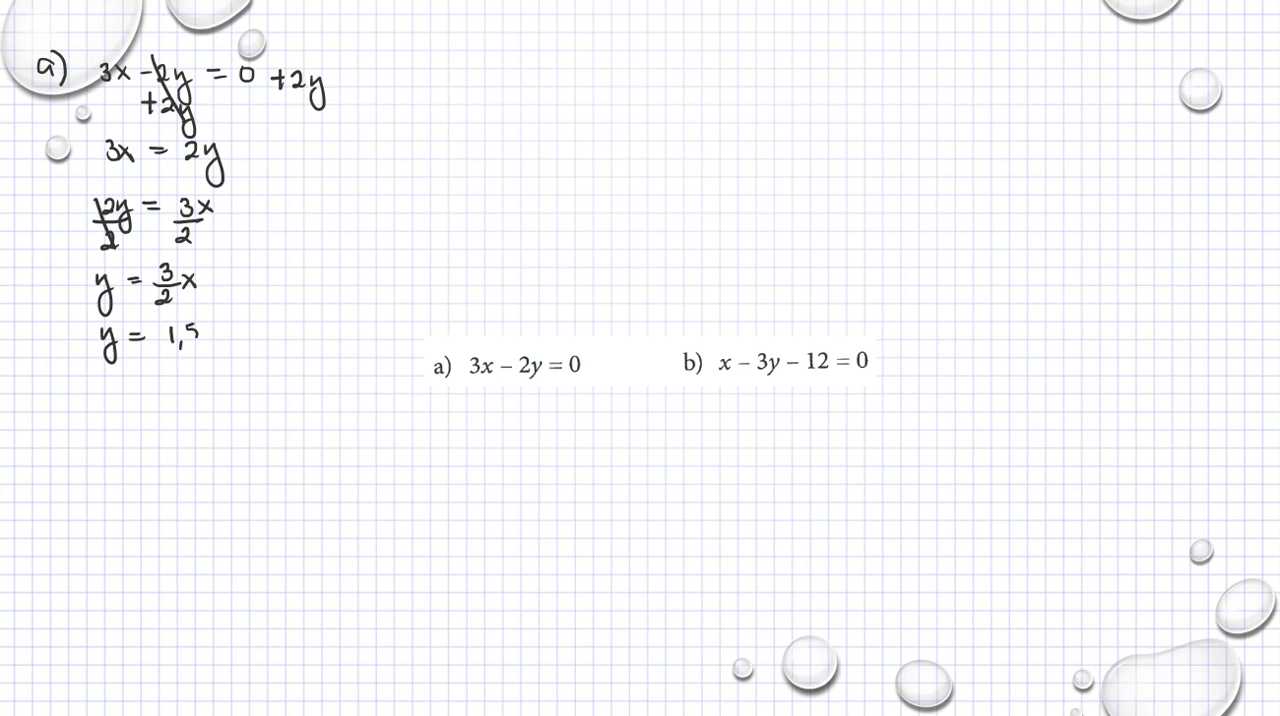 a) 3x - 2y = 0 + 2y
+2y
3x = 2y
2y/2 = 3x/2
y = 3/2 x
y = 1,5
a) 3x − 2y = 0
b) x − 3y − 12 = 0